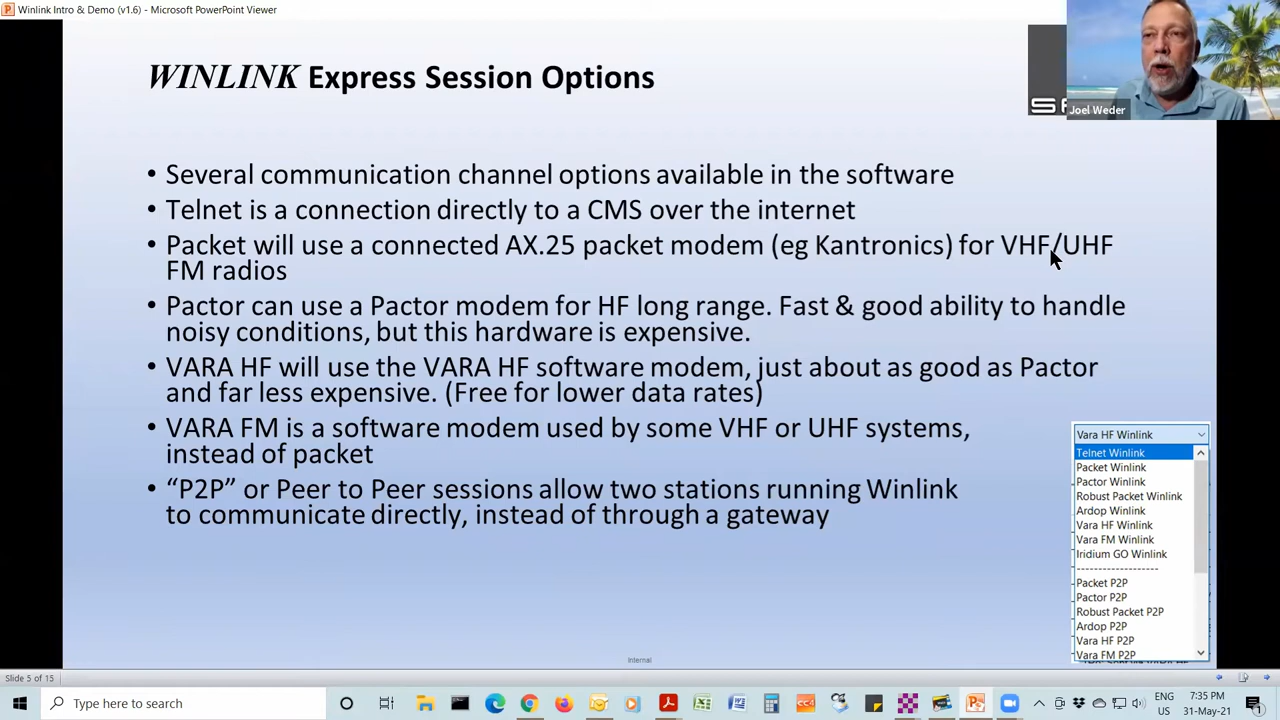 Winlink Intro & Demo (v1.6) - Microsoft PowerPoint Viewer
WINLINK Express Session Options
Joel Weder
• Several communication channel options available in the software
• Telnet is a connection directly to a CMS over the internet
• Packet will use a connected AX.25 packet modem (eg Kantronics) for VHF/UHF
FM radios
• Pactor can use a Pactor modem for HF long range. Fast & good ability to handle
noisy conditions, but this hardware is expensive.
• VARA HF will use the VARA HF software modem, just about as good as Pactor
and far less expensive. (Free for lower data rates)
• VARA FM is a software modem used by some VHF or UHF systems,
instead of packet
• “P2P” or Peer to Peer sessions allow two stations running Winlink
to communicate directly, instead of through a gateway
Vara HF Winlink
Telnet Winlink
Packet Winlink
Pactor Winlink
Robust Packet Winlink
Ardop Winlink
Vara HF Winlink
Vara FM Winlink
Iridium GO Winlink
-------------------
Packet P2P
Pactor P2P
Robust Packet P2P
Ardop P2P
Vara HF P2P
Vara FM P2P
Internal
Slide 5 of 15
Type here to search
CC4
ENG
US
7:35 PM
31-May-21
1